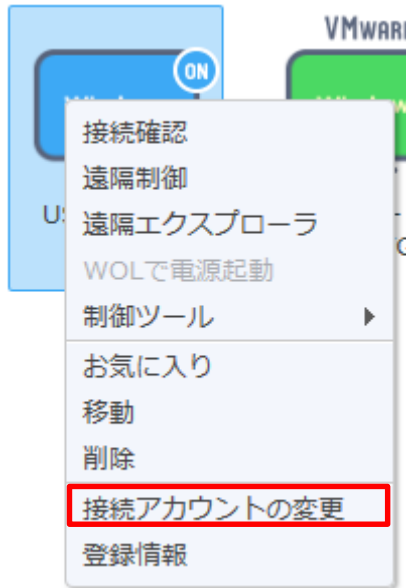 VMWAR
ON
接続確認
遠隔制御
遠隔エクスプローラ
WOLで電源起動
制御ツール
お気に入り
移動
削除
接続アカウントの変更
登録情報